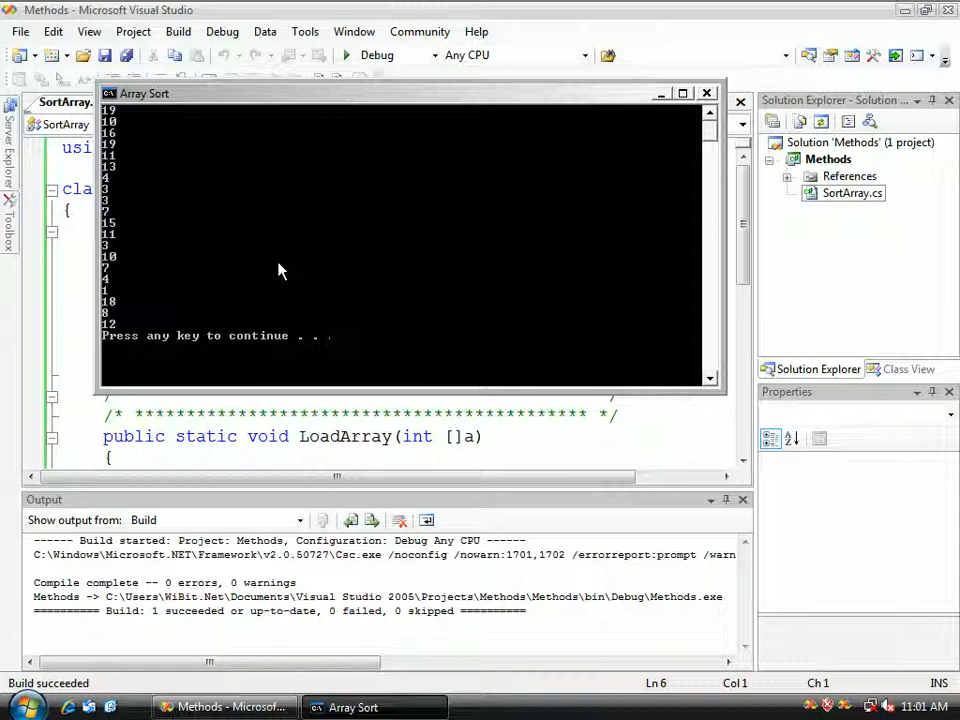 Methods - Microsoft Visual Studio
File Edit View Project Build Debug Data Tools Window Community Help
Debug Any CPU
Array Sort
SortArray.
SortArray
usi
cla
{
19
10
16
19
11
13
4
3
3
7
15
11
3
10
7
4
1
18
8
12
Press any key to continue . . .
/* ******************************************** */
public static void LoadArray(int []a)
{
Server Explorer
Toolbox
Solution Explorer - Solution ...
Solution 'Methods' (1 project)
Methods
References
SortArray.cs
Solution Explorer Class View
Properties
Output
Show output from: Build
------ Build started: Project: Methods, Configuration: Debug Any CPU ------
C:\Windows\Microsoft.NET\Framework\v2.0.50727\Csc.exe /noconfig /nowarn:1701,1702 /errorreport:prompt /warn
Compile complete -- 0 errors, 0 warnings
Methods -> C:\Users\WiBit.Net\Documents\Visual Studio 2005\Projects\Methods\Methods\bin\Debug\Methods.exe
========== Build: 1 succeeded or up-to-date, 0 failed, 0 skipped ==========
Build succeeded Ln 6 Col 1 Ch 1 INS
Methods - Microsof... Array Sort 11:01 AM